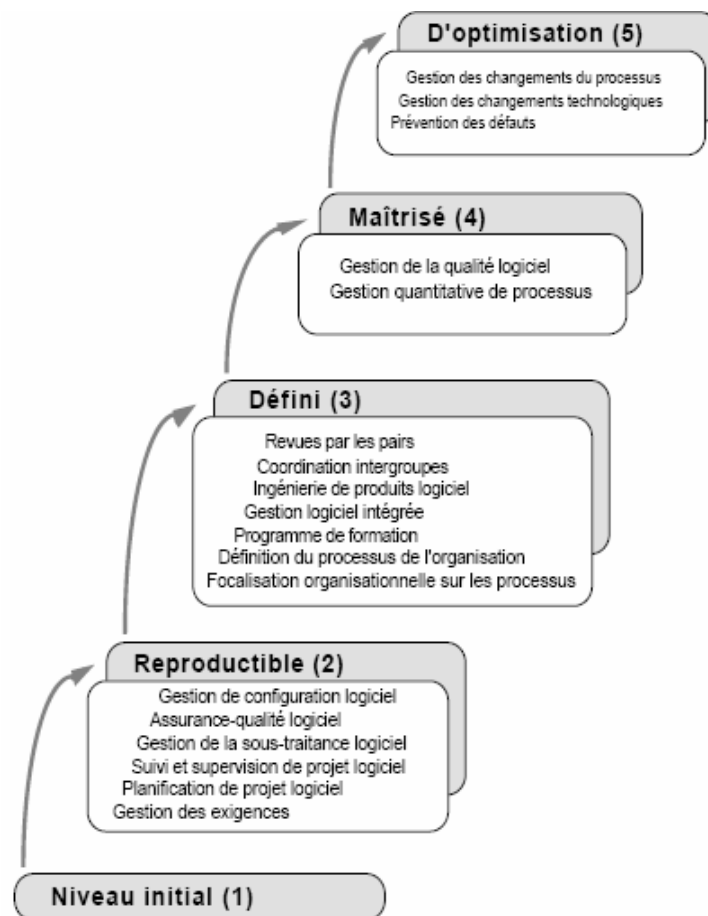 D'optimisation (5)
Gestion des changements du processus
Gestion des changements technologiques
Prévention des défauts
Maîtrisé (4)
Gestion de la qualité logiciel
Gestion quantitative de processus
Défini (3)
Revues par les pairs
Coordination intergroupes
Ingénierie de produits logiciel
Gestion logiciel intégrée
Programme de formation
Définition du processus de l'organisation
Focalisation organisationnelle sur les processus
Reproductible (2)
Gestion de configuration logiciel
Assurance-qualité logiciel
Gestion de la sous-traitance logiciel
Suivi et supervision de projet logiciel
Planification de projet logiciel
Gestion des exigences
Niveau initial (1)